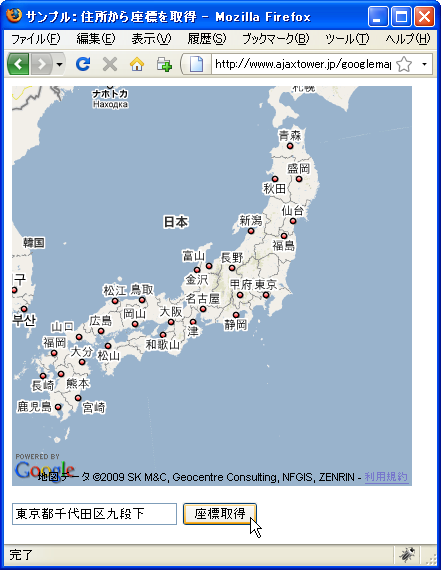 サンプル: 住所から座標を取得 - Mozilla Firefox
ファイル(F) 編集(E) 表示(V) 履歴(S) ブックマーク(B) ツール(T) ヘルプ(H)
http://www.ajaxtower.jp/googlemap
札幌
ナホトカ
Находка
青森
盛岡
秋田
仙台
日本
新潟
福島
韓国
富山
長野
金沢
甲府 東京
松江 鳥取
名古屋
静岡
부산
山口
広島
岡山
大阪
津
福岡
和歌山
大分
松山
長崎
熊本
鹿児島
宮崎
POWERED BY
Google
地図データ ©2009 SK M&C, Geocentre Consulting, NFGIS, ZENRIN - 利用規約
東京都千代田区九段下
座標取得
完了